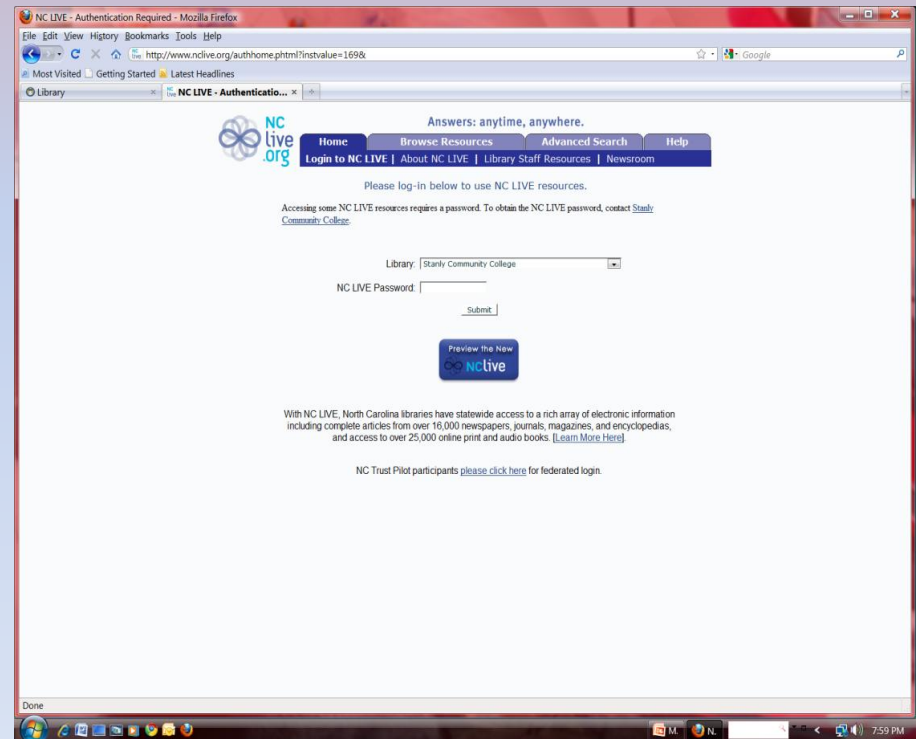 NC LIVE - Authentication Required - Mozilla Firefox
File Edit View History Bookmarks Tools Help
http://www.nclive.org/authhome.phtml?instvalue=169&
Google
Most Visited Getting Started Latest Headlines
Library
NC LIVE - Authenticatio...
NC
live
.org
Answers: anytime, anywhere.
Home Browse Resources Advanced Search Help
Login to NC LIVE | About NC LIVE | Library Staff Resources | Newsroom
Please log-in below to use NC LIVE resources.
Accessing some NC LIVE resources requires a password. To obtain the NC LIVE password, contact Stanly
Community College.
Library: Stanly Community College
NC LIVE Password:
Submit
Preview the New
NC live
With NC LIVE, North Carolina libraries have statewide access to a rich array of electronic information
including complete articles from over 16,000 newspapers, journals, magazines, and encyclopedias,
and access to over 25,000 online print and audio books. [Learn More Here].
NC Trust Pilot participants please click here for federated login.
Done
M. N. 7:59 PM